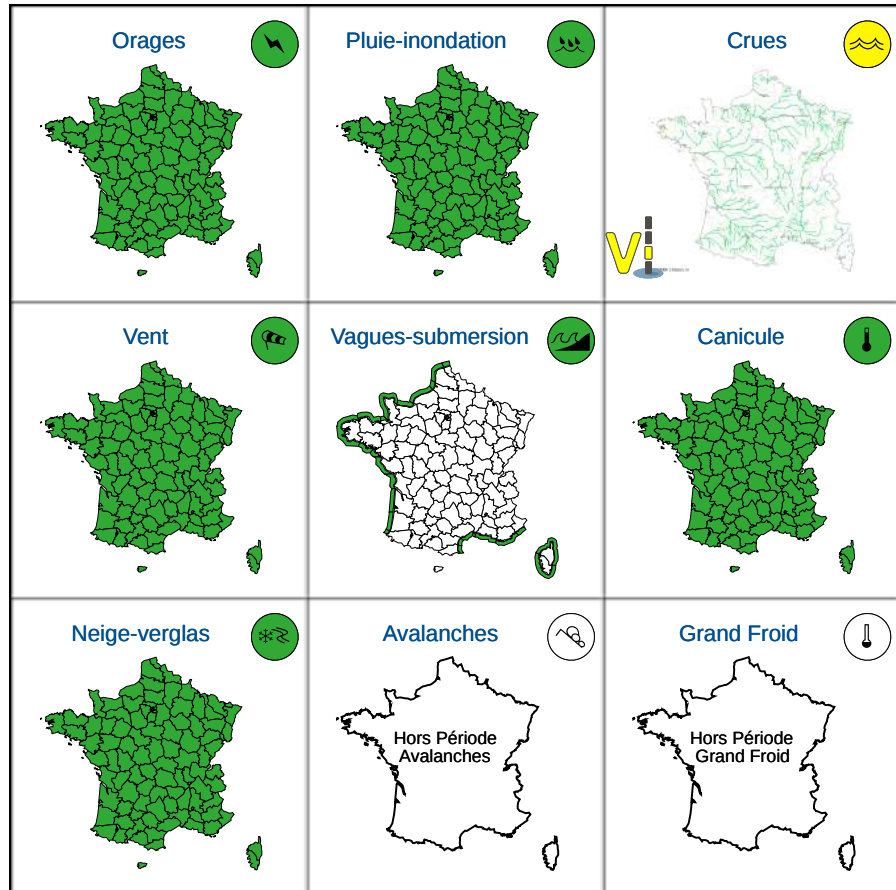 Orages
Pluie-inondation
Crues
Vi
Vent
Vagues-submersion
Canicule
Neige-verglas
Avalanches
Grand Froid
Hors Période
Avalanches
Hors Période
Grand Froid